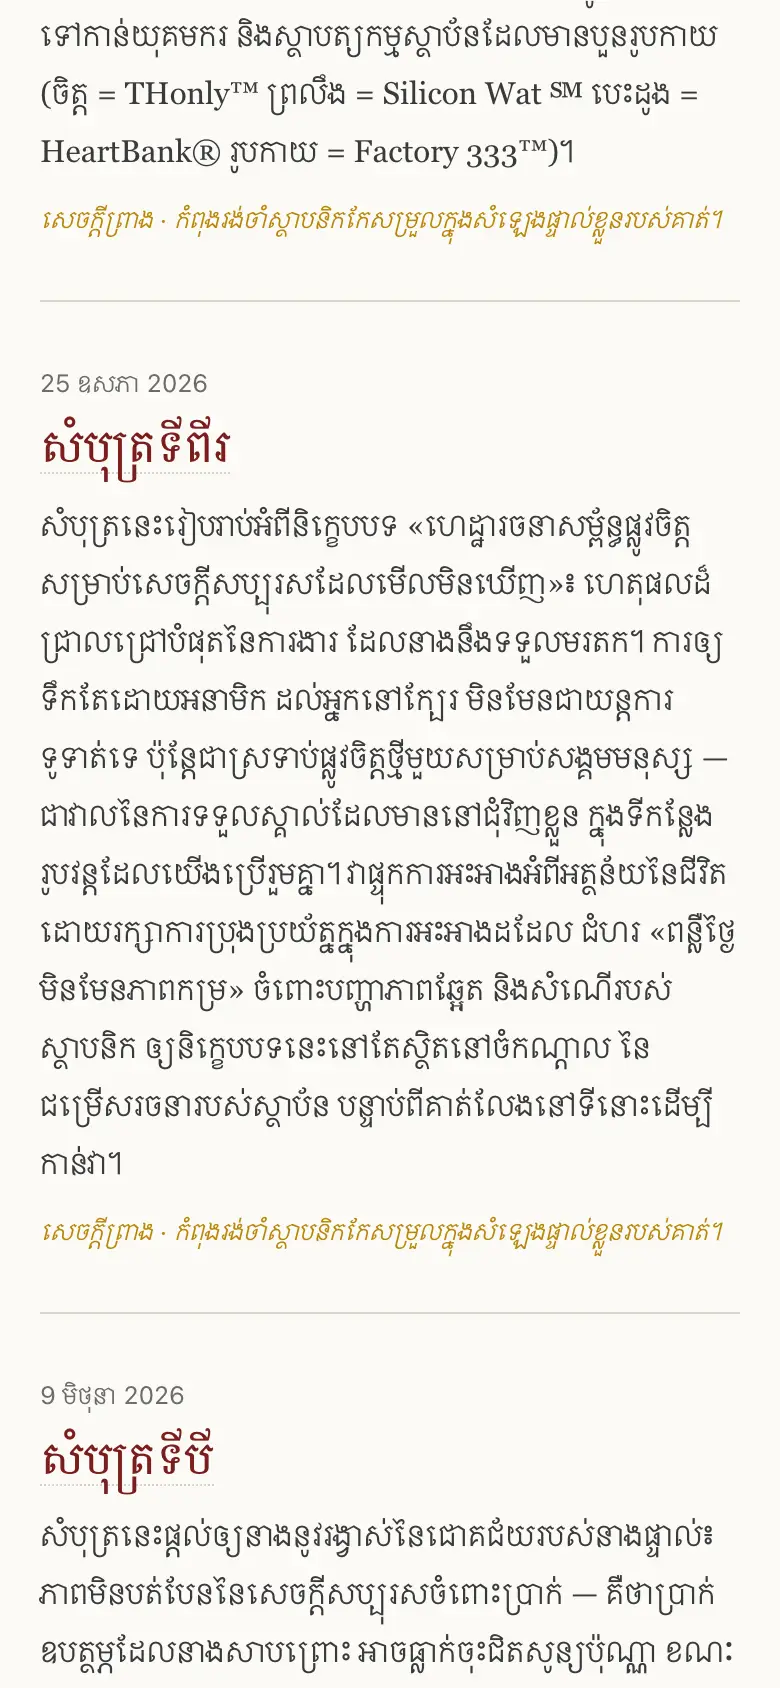 ទៅកាន់យុគមករ និងស្ថាបត្យកម្មស្ថាប័នដែលមានបួនរូបកាយ
(ចិត្ត = THonly™ ព្រលឹង = Silicon Wat ℠ បេះដូង =
HeartBank® រូបកាយ = Factory 333™)។
សេចក្តីព្រាង · កំពុងរង់ចាំស្ថាបនិកកែសម្រួលក្នុងសំឡេងផ្ទាល់ខ្លួនរបស់គាត់។
25 ឧសភា 2026
សំបុត្រទីពីរ
សំបុត្រនេះរៀបរាប់អំពីនិក្ខេបបទ «ហេដ្ឋារចនាសម្ព័ន្ធផ្លូវចិត្ត
សម្រាប់សេចក្តីសប្បុរសដែលមើលមិនឃើញ»៖ ហេតុផលដ៏
ជ្រាលជ្រៅបំផុតនៃការងារ ដែលនាងនឹងទទួលមរតក។ ការឲ្យ
ទឹកតែដោយអនាមិក ដល់អ្នកនៅក្បែរ មិនមែនជាយន្តការ
ទូទាត់ទេ ប៉ុន្តែជាស្រទាប់ផ្លូវចិត្តថ្មីមួយសម្រាប់សង្គមមនុស្ស —
ជាវាលនៃការទទួលស្គាល់ដែលមាននៅជុំវិញខ្លួន ក្នុងទីកន្លែង
រូបវន្តដែលយើងប្រើរួមគ្នា។ វាផ្ទុកការអះអាងអំពីអត្ថន័យនៃជីវិត
ដោយរក្សាការប្រុងប្រយ័ត្នក្នុងការអះអាងដដែល ជំហរ «ពន្លឺថ្ងៃ
មិនមែនភាពកម្រ» ចំពោះបញ្ហាភាពឆ្អែត និងសំណើរបស់
ស្ថាបនិក ឲ្យនិក្ខេបបទនេះនៅតែស្ថិតនៅចំកណ្តាល នៃ
ជម្រើសរចនារបស់ស្ថាប័ន បន្ទាប់ពីគាត់លែងនៅទីនោះដើម្បី
កាន់វា។
សេចក្តីព្រាង · កំពុងរង់ចាំស្ថាបនិកកែសម្រួលក្នុងសំឡេងផ្ទាល់ខ្លួនរបស់គាត់។
9 មិថុនា 2026
សំបុត្រទីបី
សំបុត្រនេះផ្តល់ឲ្យនាងនូវរង្វាស់នៃជោគជ័យរបស់នាងផ្ទាល់៖
ភាពមិនបត់បែននៃសេចក្តីសប្បុរសចំពោះប្រាក់ — គឺថាប្រាក់
ឧបត្ថម្ភដែលនាងសាបព្រោះ អាចធ្លាក់ចុះជិតសូន្យប៉ុណ្ណា ខណៈ